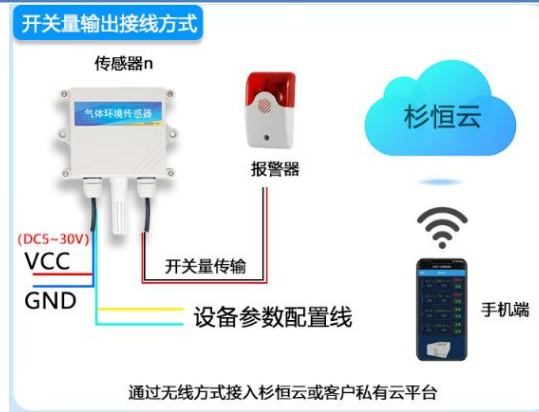 开关量输出接线方式
传感器n
气体环境传感器
报警器
杉恒云
(DC5~30V)
VCC
GND
开关量传输
设备参数配置线
手机端
通过无线方式接入杉恒云或客户私有云平台